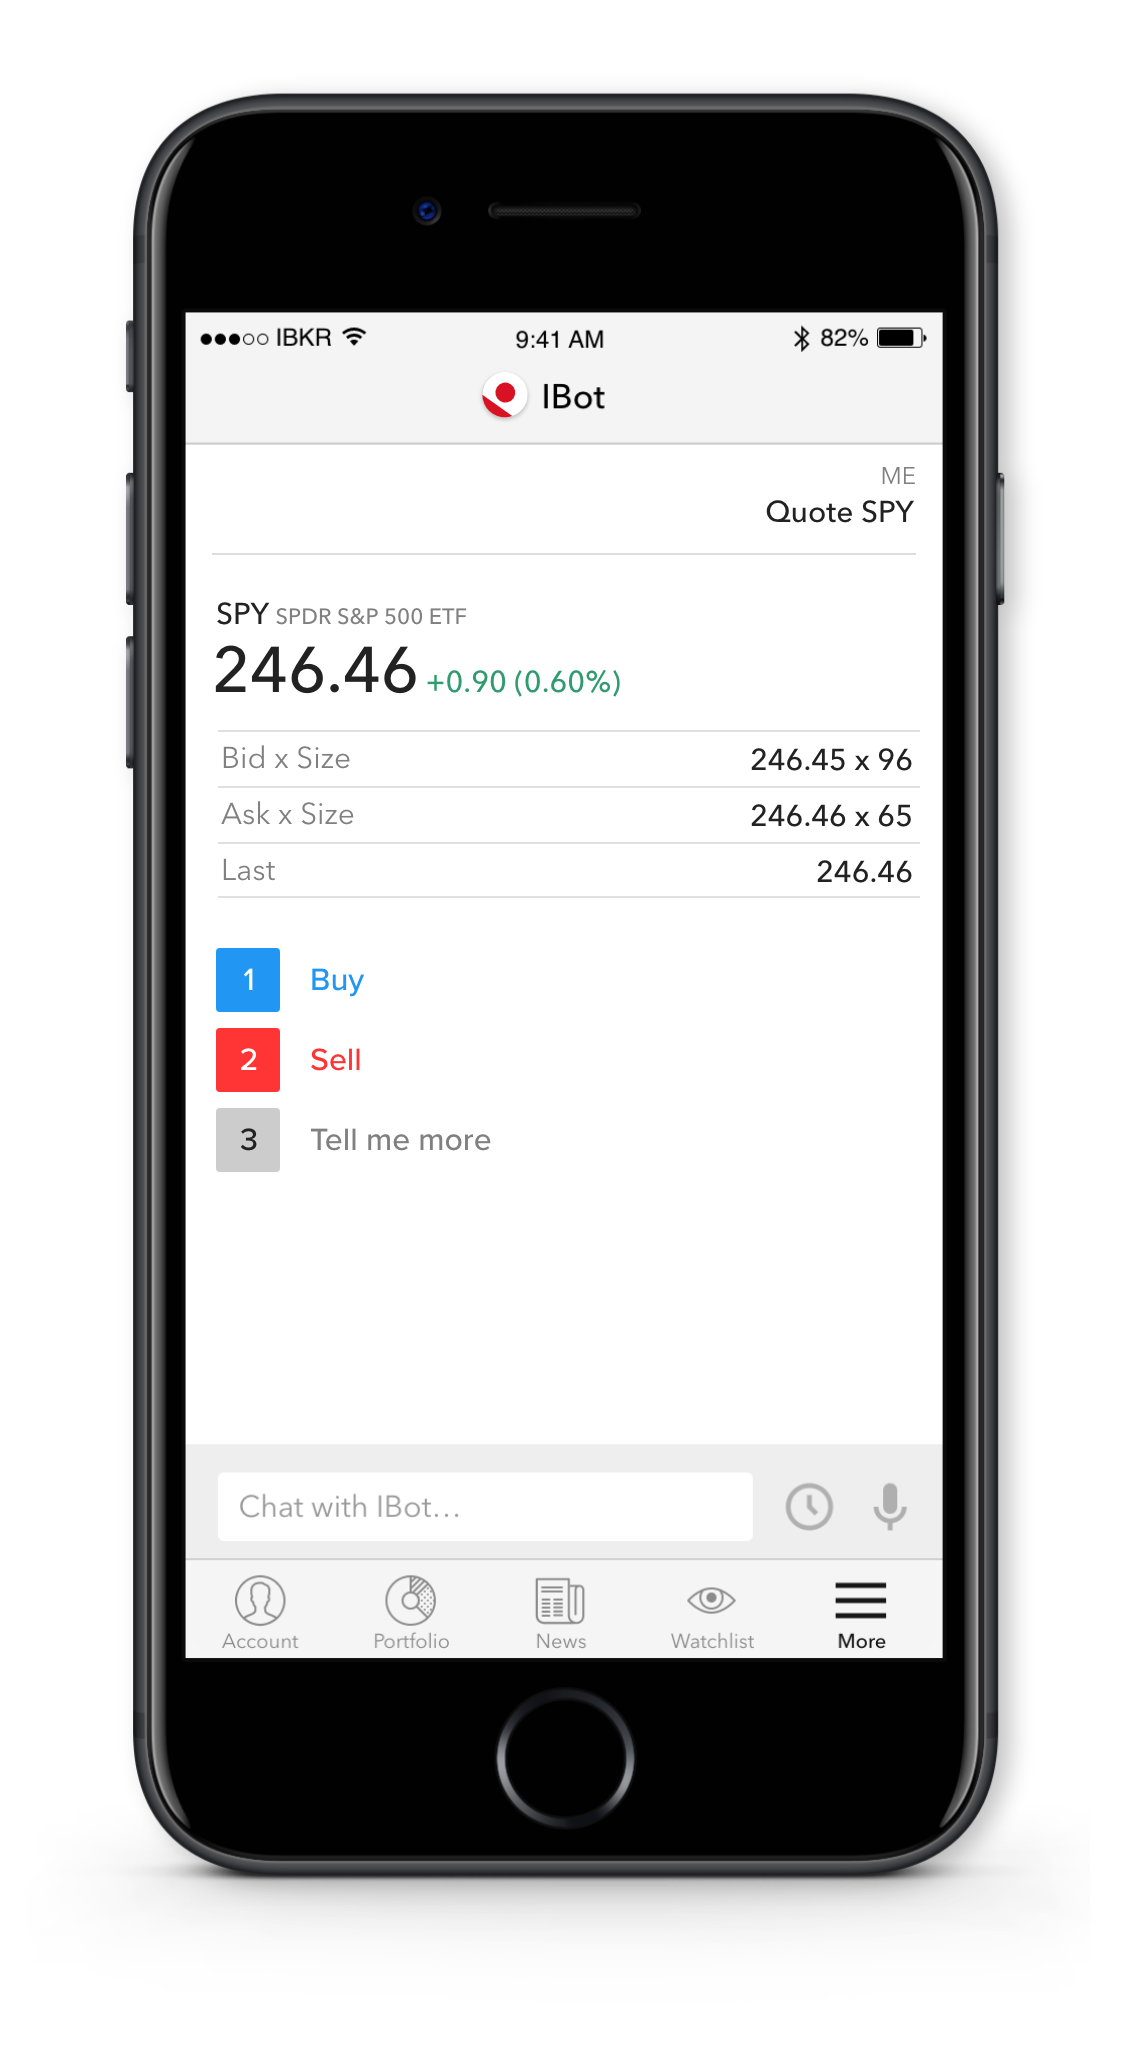 ●●●○○ IBKR 9:41 AM 82%
IBot
ME
Quote SPY
SPY SPDR S&P 500 ETF
246.46 +0.90 (0.60%)
Bid x Size 246.45 x 96
Ask x Size 246.46 x 65
Last 246.46
1 Buy
2 Sell
3 Tell me more
Chat with IBot...
Account Portfolio News Watchlist More